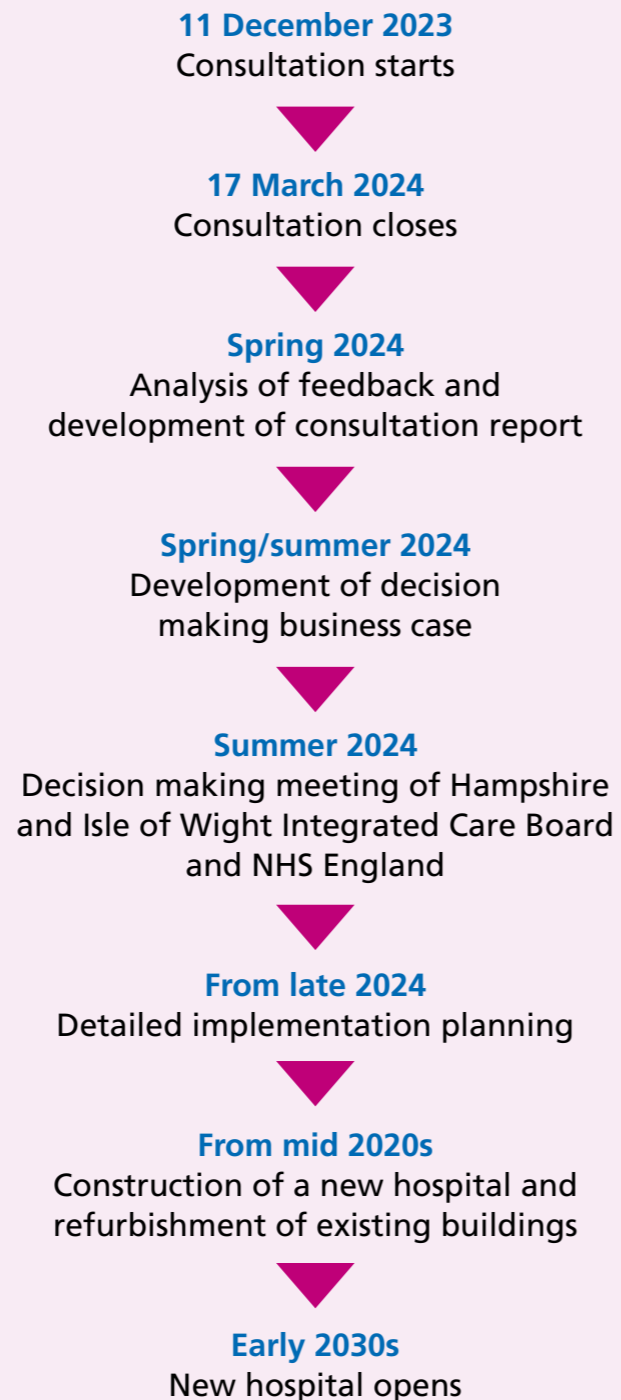 11 December 2023
Consultation starts
17 March 2024
Consultation closes
Spring 2024
Analysis of feedback and
development of consultation report
Spring/summer 2024
Development of decision
making business case
Summer 2024
Decision making meeting of Hampshire
and Isle of Wight Integrated Care Board
and NHS England
From late 2024
Detailed implementation planning
From mid 2020s
Construction of a new hospital and
refurbishment of existing buildings
Early 2030s
New hospital opens